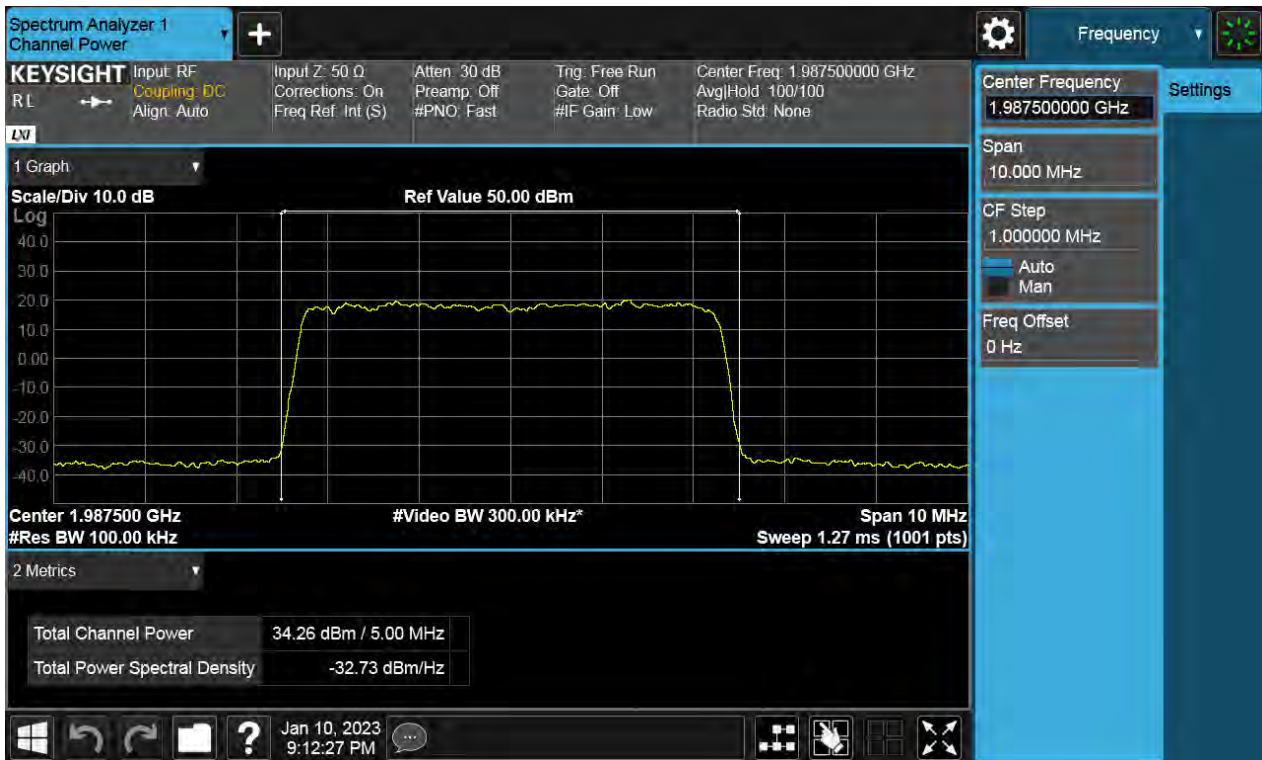 Spectrum Analyzer 1
Channel Power
Frequency
KEYSIGHT
Input: RF
Input Z: 50 Ω
Atten: 30 dB
Trig: Free Run
Center Freq: 1.987500000 GHz
RL
Coupling: DC
Corrections: On
Preamp: Off
Gate: Off
Avg|Hold: 100/100
Align: Auto
Freq Ref: Int (S)
#PNO: Fast
#IF Gain: Low
Radio Std: None
LXI
Center Frequency
1.987500000 GHz
Settings
Span
10.000 MHz
CF Step
1.000000 MHz
Auto
Man
Freq Offset
0 Hz
1 Graph
Scale/Div 10.0 dB
Ref Value 50.00 dBm
Log
40.0
30.0
20.0
10.0
0.00
-10.0
-20.0
-30.0
-40.0
Center 1.987500 GHz
#Video BW 300.00 kHz*
Span 10 MHz
#Res BW 100.00 kHz
Sweep 1.27 ms (1001 pts)
2 Metrics
Total Channel Power 34.26 dBm / 5.00 MHz
Total Power Spectral Density -32.73 dBm/Hz
?
Jan 10, 2023
9:12:27 PM